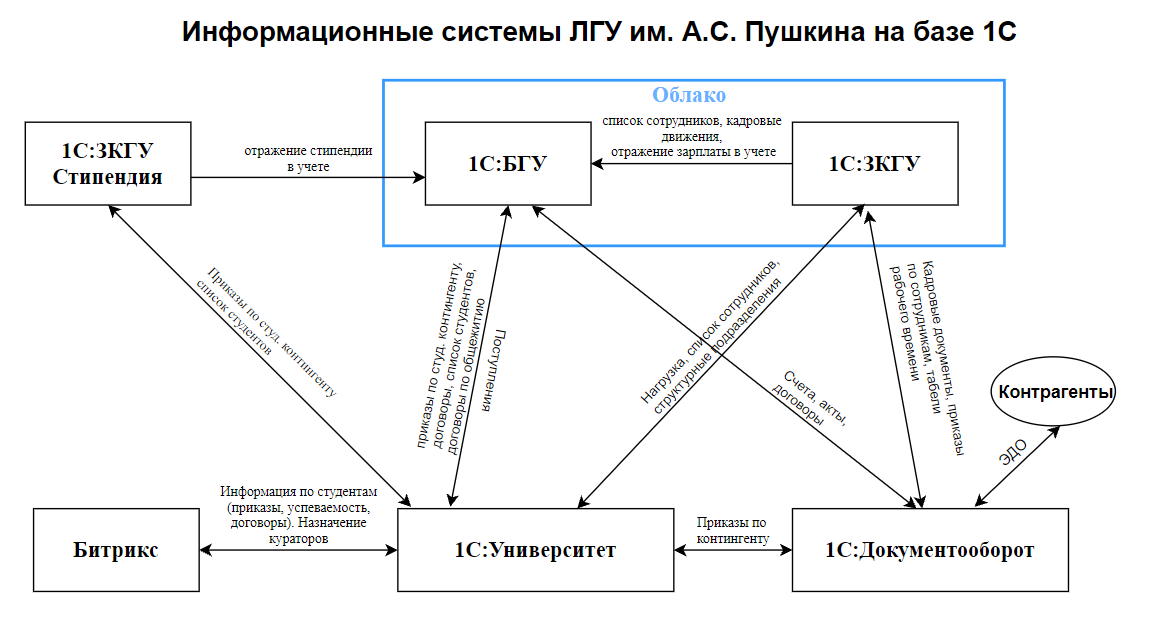 Информационные системы ЛГУ им. А.С. Пушкина на базе 1С
Облако
1С:ЗКГУ
Стипендия
отражение стипендии
в учете
1С:БГУ
список сотрудников, кадровые
движения,
отражение зарплаты в учете
1С:ЗКГУ
Приказы по студ. контингенту
список студентов
приказы по студ. контингенту,
договоры, список студентов,
договоры по общежитию
Поступления
Нагрузка, список сотрудников,
структурные подразделения
Счета, акты,
договоры
Кадровые документы, приказы
по сотрудникам, табели
рабочего времени
Контрагенты
ЭДО
Битрикс
Информация по студентам
(приказы, успеваемость,
договоры). Назначение
кураторов
1С:Университет
Приказы по
контингенту
1С:Документооборот